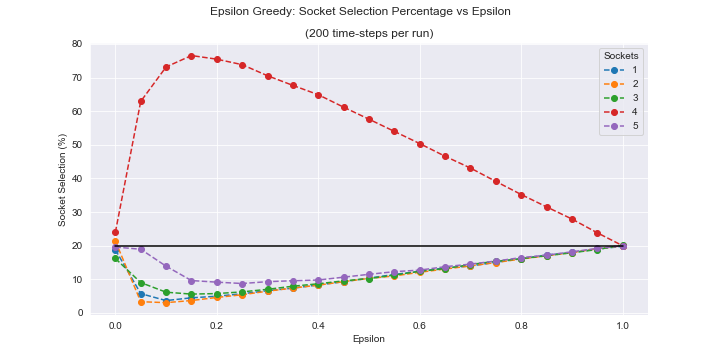 Epsilon Greedy: Socket Selection Percentage vs Epsilon
(200 time-steps per run)
80
70
60
50
40
30
20
10
0
Socket Selection (%)
Sockets
1
2
3
4
5
0.0 0.2 0.4 0.6 0.8 1.0
Epsilon